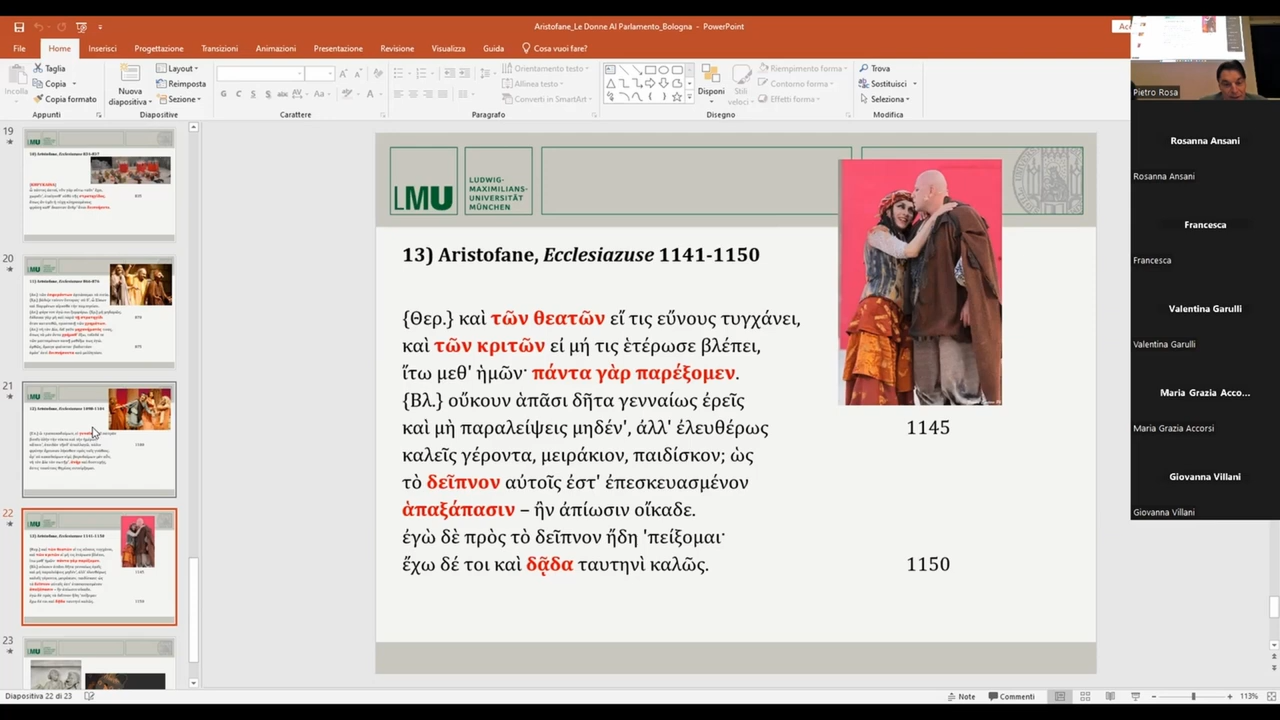 Aristofane_Le Donne Al Parlamento_Bologna - PowerPoint
File Home Inserisci Progettazione Transizioni Animazioni Presentazione Revisione Visualizza Guida Cosa vuoi fare?
Taglia
Copia
Copia formato
Incolla
Appunti
Nuova
diapositiva
Layout
Reimposta
Sezione
Diapositive
Carattere
Paragrafo
Orientamento testo
Allinea testo
Converti in SmartArt
Disponi
Stili
veloci
Riempimento forma
Contorno forma
Effetti forma
Disegno
Trova
Sostituisci
Seleziona
Modifica
19
20
21
22
23
LMU
LUDWIG-
MAXIMILIANS-
UNIVERSITÄT
MÜNCHEN
13) Aristofane, Ecclesiazuse 1141-1150
{Θερ.} καὶ τῶν θεατῶν εἴ τις εὔνους τυγχάνει,
καὶ τῶν κριτῶν εἰ μή τις ἑτέρωσε βλέπει,
ἴτω μεθ' ἡμῶν· πάντα γὰρ παρέξομεν.
{Βλ.} οὔκουν ἅπασι δῆτα γενναίως ἐρεῖς
καὶ μὴ παραλείψεις μηδέν', ἀλλ' ἐλευθέρως 1145
καλεῖς γέροντα, μειράκιον, παιδίσκον; ὡς
τὸ δεῖπνον αὐτοῖς ἐστ' ἐπεσκευασμένον
ἁπαξάπασιν – ἢν ἀπίωσιν οἴκαδε.
ἐγὼ δὲ πρὸς τὸ δεῖπνον ἤδη 'πείξομαι·
ἔχω δέ τοι καὶ δᾷδα ταυτηνὶ καλῶς. 1150
Pietro Rosa
Rosanna Ansani
Rosanna Ansani
Francesca
Francesca
Valentina Garulli
Valentina Garulli
Maria Grazia Acco...
Maria Grazia Accorsi
Giovanna Villani
Giovanna Villani
Diapositiva 22 di 23
Note
Commenti
113%